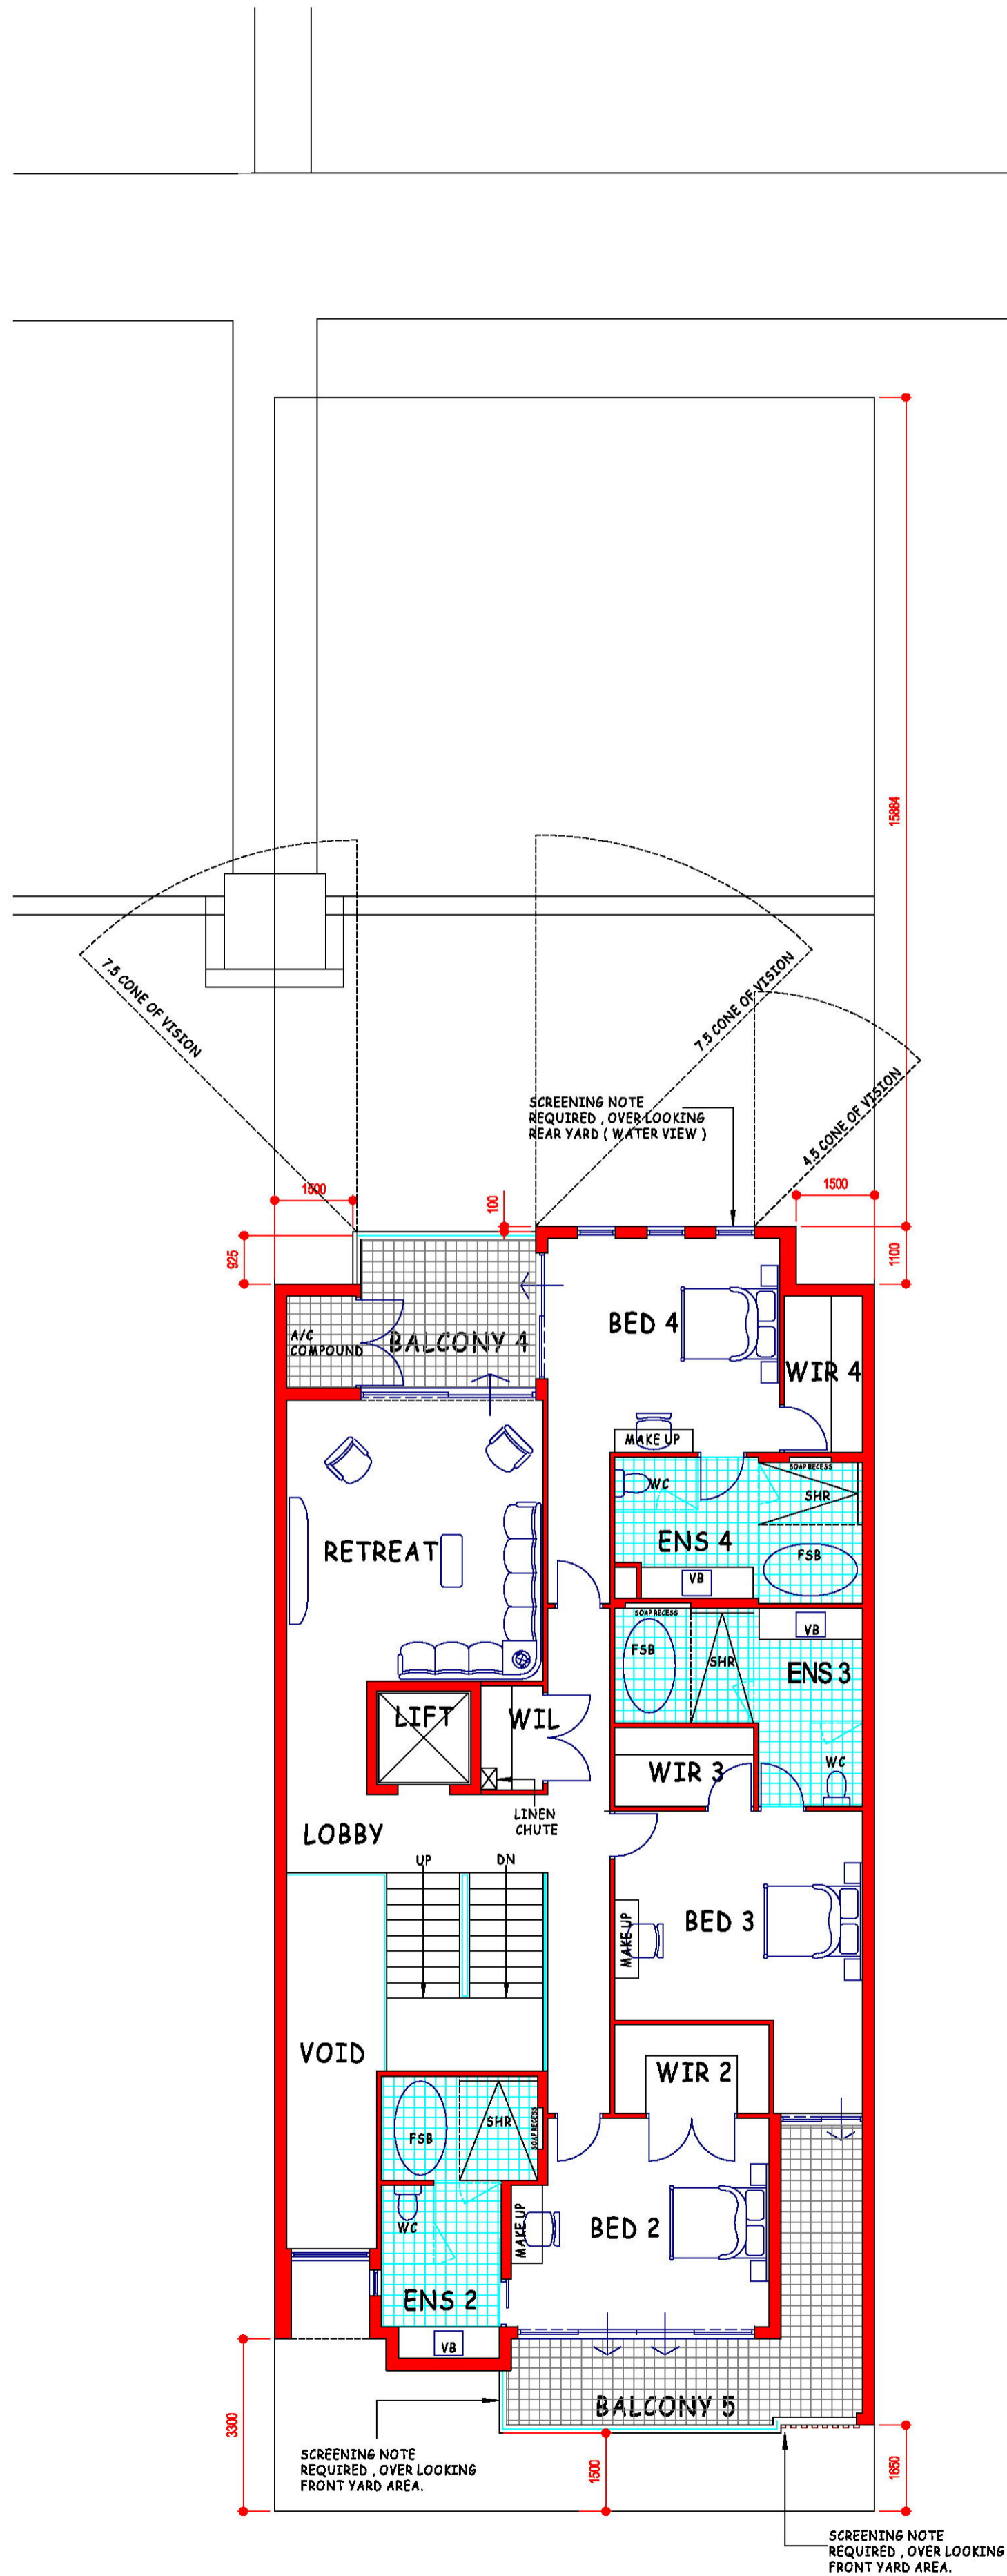 15884
7.5 CONE OF VISION
7.5 CONE OF VISION
4.5 CONE OF VISION
SCREENING NOTE
REQUIRED , OVER LOOKING
REAR YARD ( WATER VIEW )
1500
100
1500
925
1100
A/C
COMPOUND
BALCONY 4
BED 4
WIR 4
MAKE UP
SOAP RECESS
WC
SHR
RETREAT
ENS 4
FSB
VB
SOAP RECESS
VB
FSB
SHR
ENS 3
LIFT
WIL
WIR 3
WC
LINEN
CHUTE
LOBBY
UP
DN
BED 3
MAKE UP
VOID
WIR 2
SHR
SOAP RECESS
FSB
WC
MAKE UP
BED 2
ENS 2
VB
BALCONY 5
3300
SCREENING NOTE
REQUIRED , OVER LOOKING
FRONT YARD AREA.
1500
1650
SCREENING NOTE
REQUIRED , OVER LOOKING
FRONT YARD AREA.